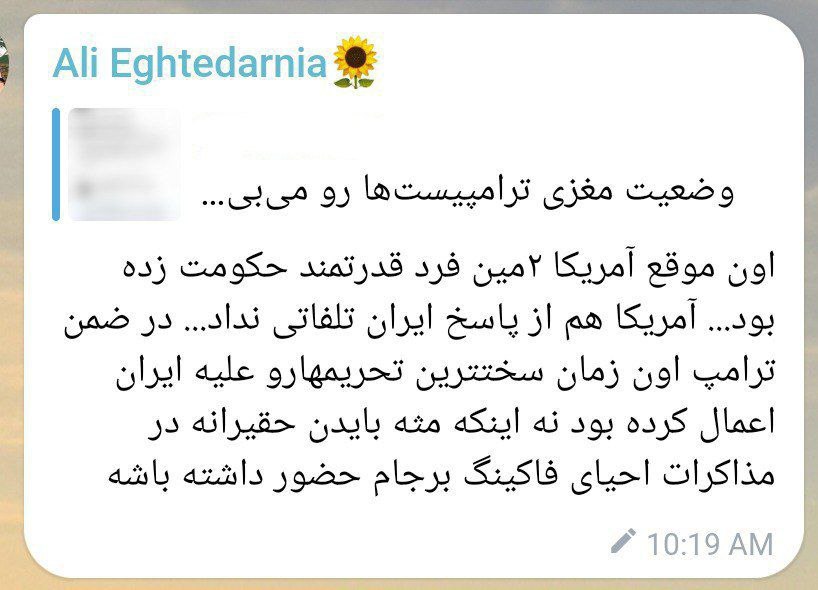 Ali Eghtedarnia🌻
وضعیت مغزی ترامپیست‌ها رو می‌بی...
اون موقع آمریکا ۲مین فرد قدرتمند حکومت زده
بود... آمریکا هم از پاسخ ایران تلفاتی نداد... در ضمن
ترامپ اون زمان سختترین تحریمهارو علیه ایران
اعمال کرده بود نه اینکه مثه بایدن حقیرانه در
مذاکرات احیای فاکینگ برجام حضور داشته باشه
10:19 AM